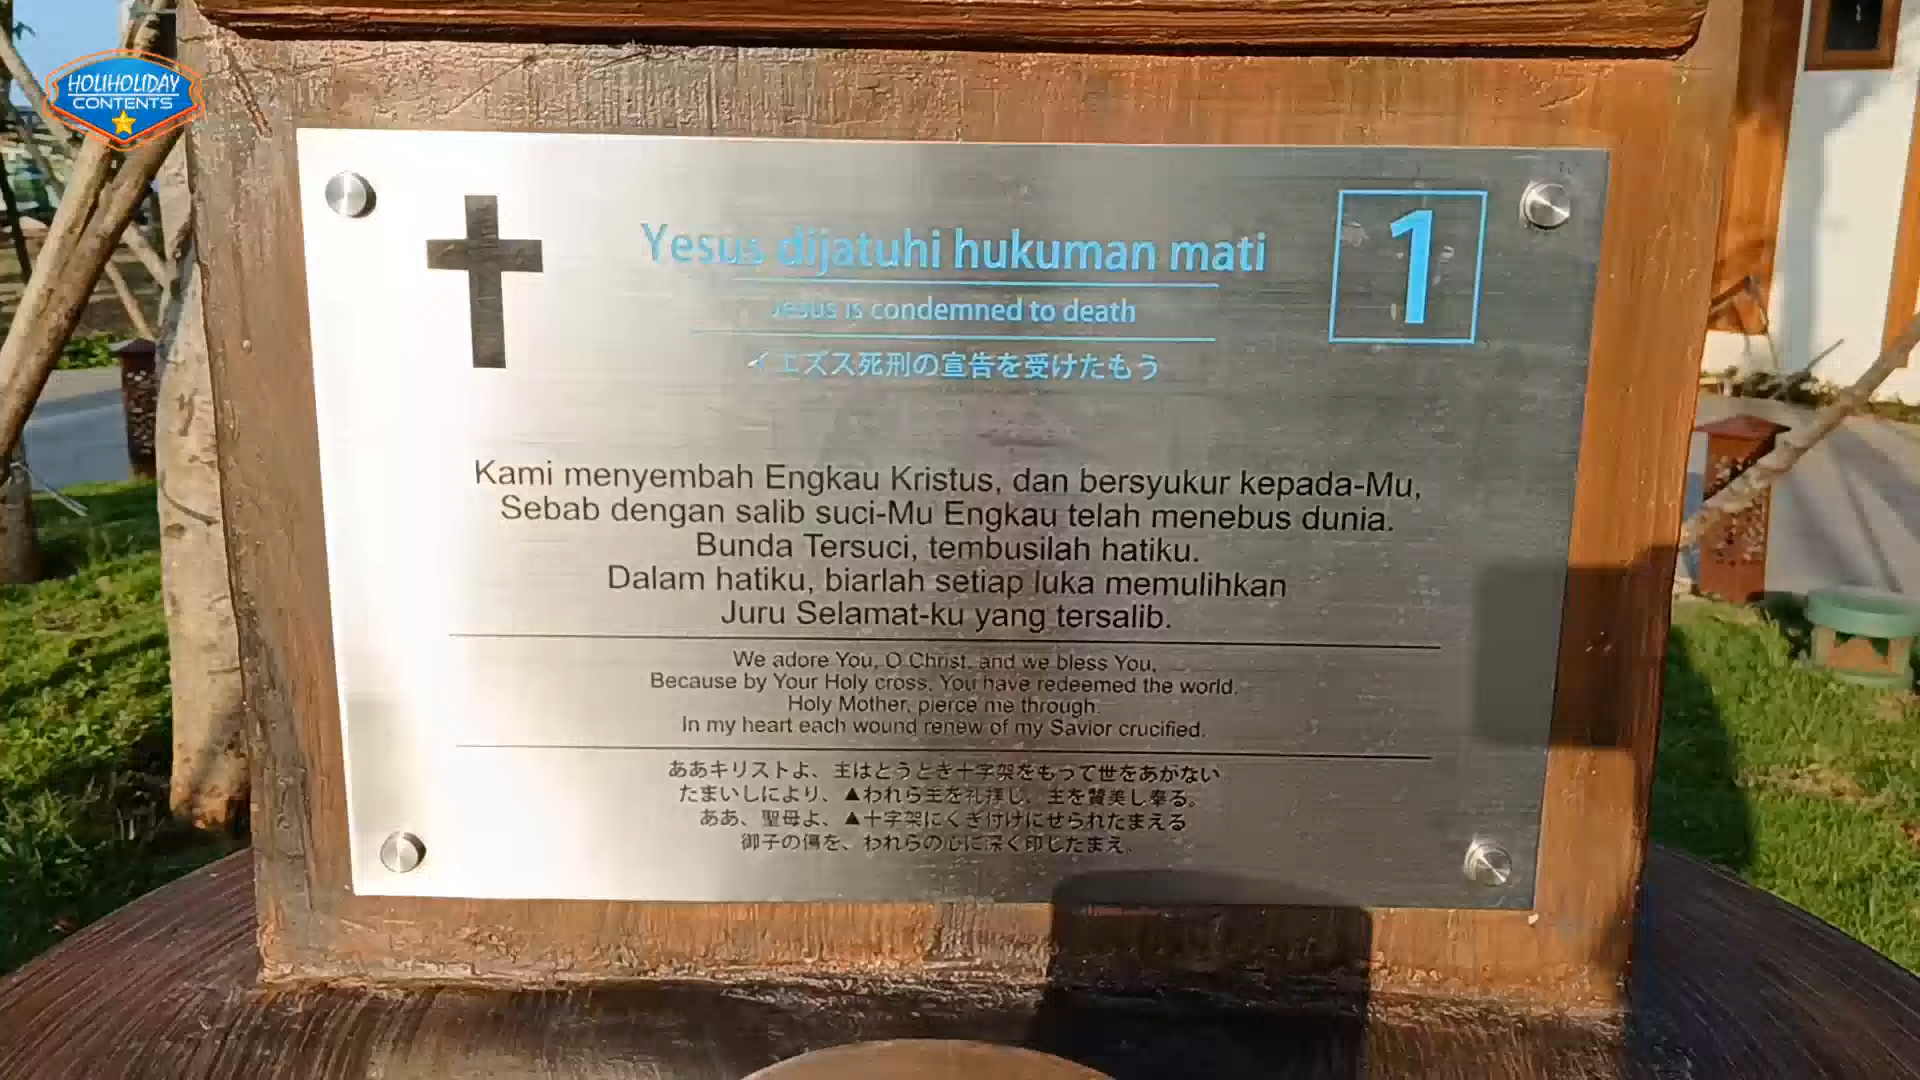 HOLIHOLIDAY
CONTENTS
Yesus dijatuhi hukuman mati
1
Jesus is condemned to death
イエズス死刑の宣告を受けたもう
Kami menyembah Engkau Kristus, dan bersyukur kepada-Mu,
Sebab dengan salib suci-Mu Engkau telah menebus dunia.
Bunda Tersuci, tembusilah hatiku.
Dalam hatiku, biarlah setiap luka memulihkan
Juru Selamat-ku yang tersalib.
We adore You, O Christ, and we bless You,
Because by Your Holy cross, You have redeemed the world.
Holy Mother, pierce me through.
In my heart each wound renew of my Savior crucified.
ああキリストよ、主はとうとき十字架をもって世をあがない
たまいしにより、▲われら主を礼拝し、主を賛美し奉る。
ああ、聖母よ、▲十字架にくぎ付けにせられたまえる
御子の傷を、われらの心に深く印したまえ。